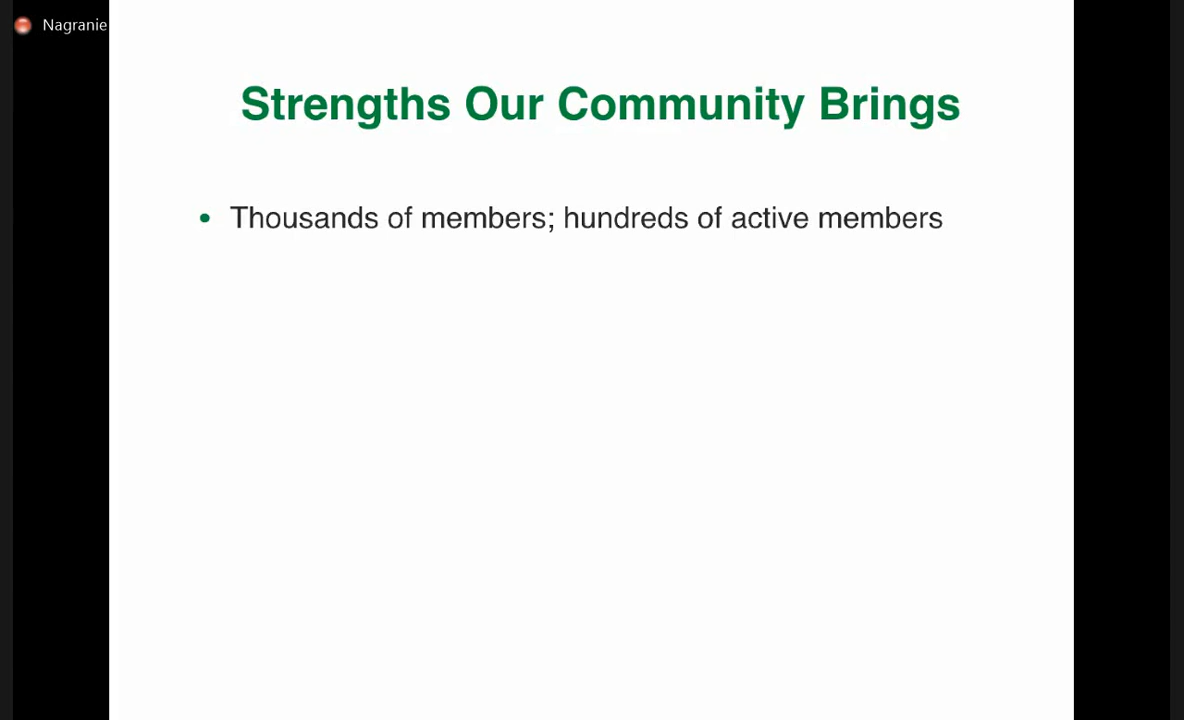 Nagranie
Strengths Our Community Brings
• Thousands of members; hundreds of active members